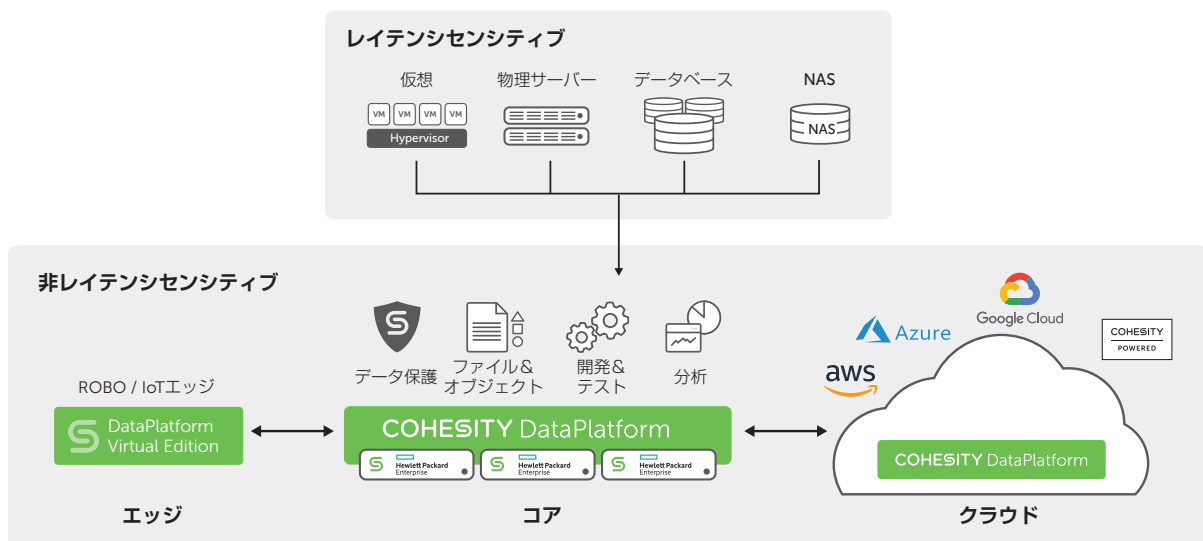 レイテンシセンシティブ
仮想
物理サーバー
データベース
NAS
VM VM VM VM
Hypervisor
NAS
非レイテンシセンシティブ
データ保護
ファイル&
オブジェクト
開発&
テスト
分析
Google Cloud
Azure
COHESITY
POWERED
aws
ROBO / IoTエッジ
DataPlatform
Virtual Edition
COHESITY DataPlatform
Hewlett Packard
Enterprise
Hewlett Packard
Enterprise
Hewlett Packard
Enterprise
COHESITY DataPlatform
エッジ
コア
クラウド